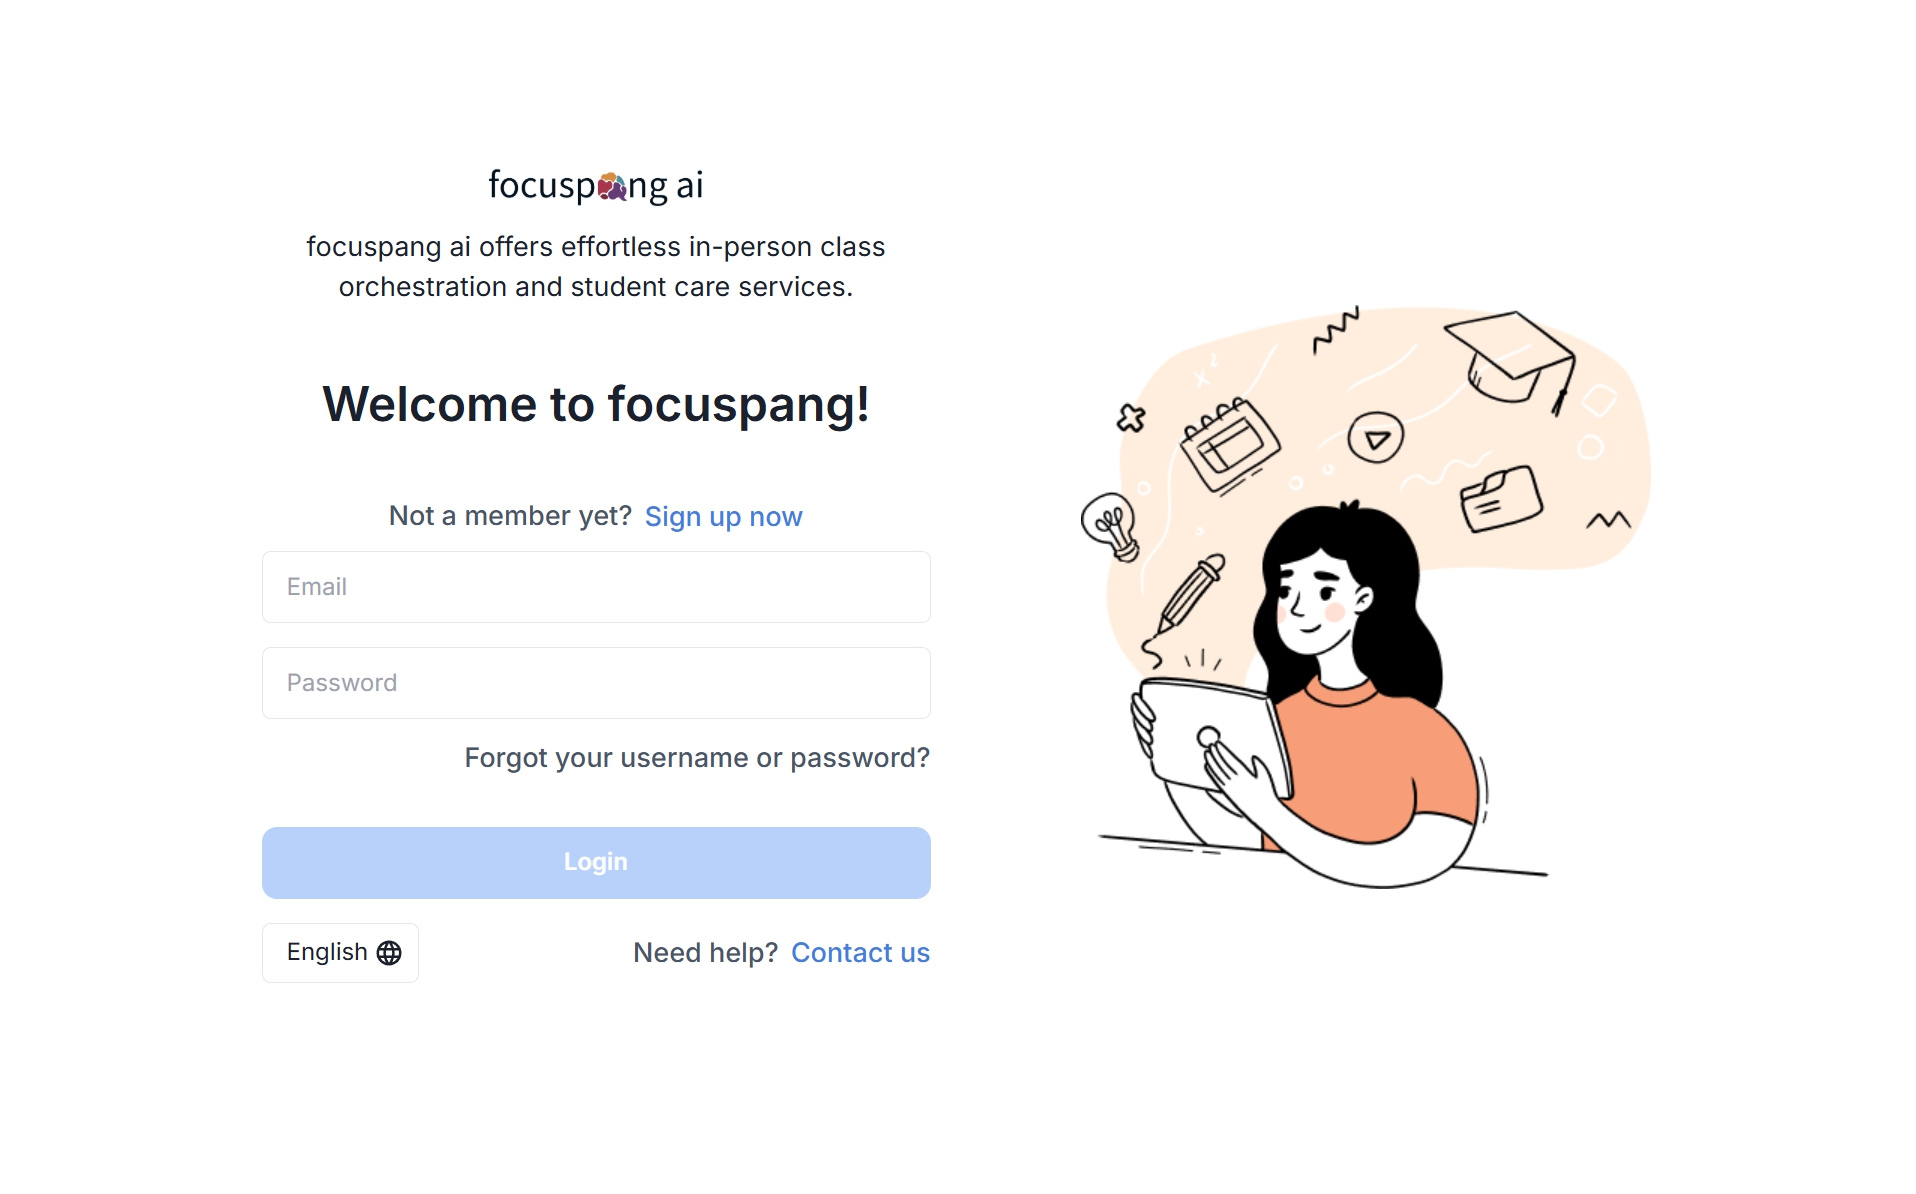 focuspang ai
focuspang ai offers effortless in-person class
orchestration and student care services.
Welcome to focuspang!
Not a member yet? Sign up now
Email
Password
Forgot your username or password?
Login
English
Need help? Contact us
x²